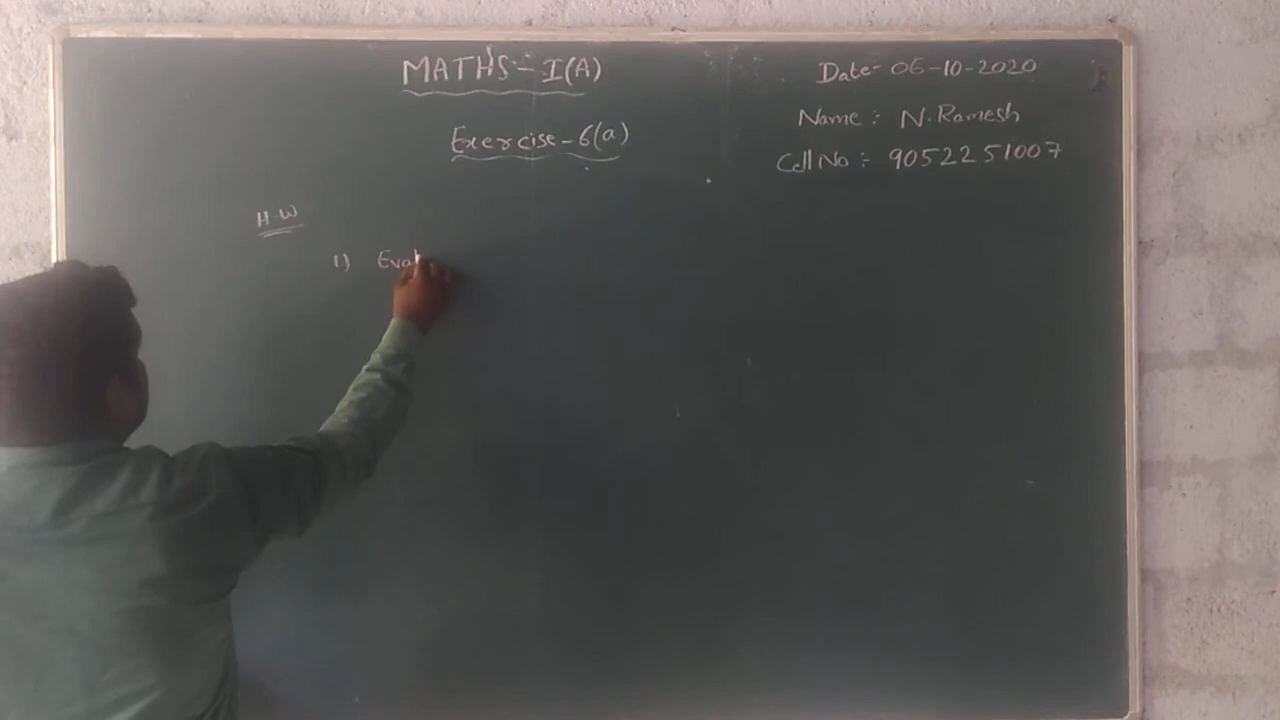 MATHS - I(A)
Date- 06-10-2020
Name : N. Ramesh
Exercise - 6(a)
Cell No : 9052251007
H.W
1) Eval